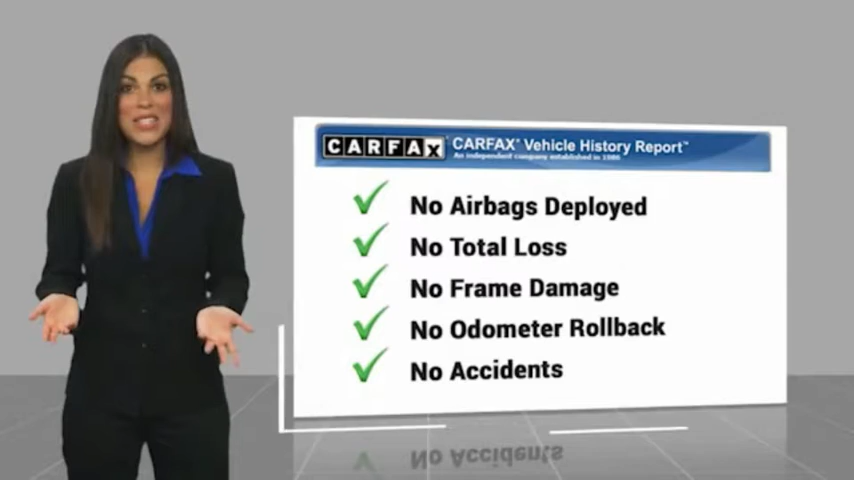 CARFAX CARFAX® Vehicle History Report™
An independent company established in 1986
No Airbags Deployed
No Total Loss
No Frame Damage
No Odometer Rollback
No Accidents
No Accidents